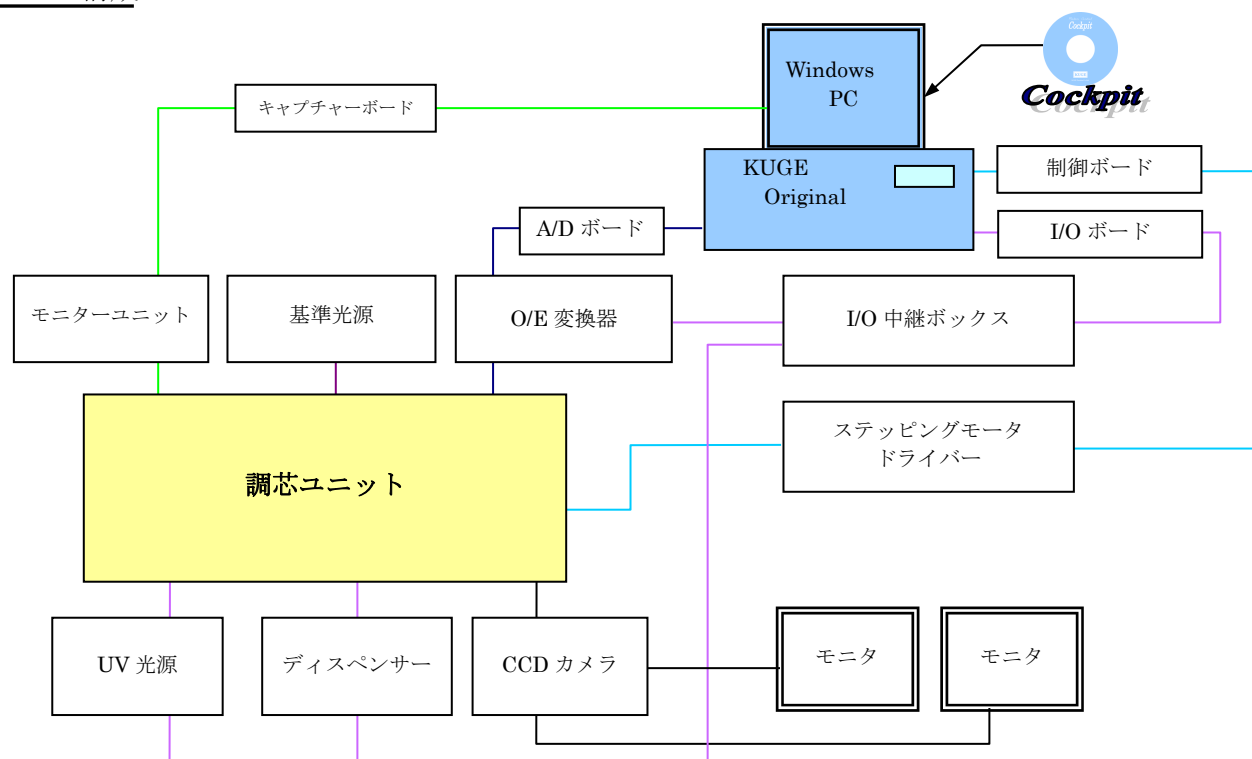 Windows
PC
Cockpit
Cockpit
キャプチャーボード
KUGE
Original
制御ボード
A/D ボード
I/O ボード
モニターユニット
基準光源
O/E 変換器
I/O 中継ボックス
ステッピングモータ
ドライバー
調芯ユニット
UV 光源
ディスペンサー
CCD カメラ
モニタ
モニタ